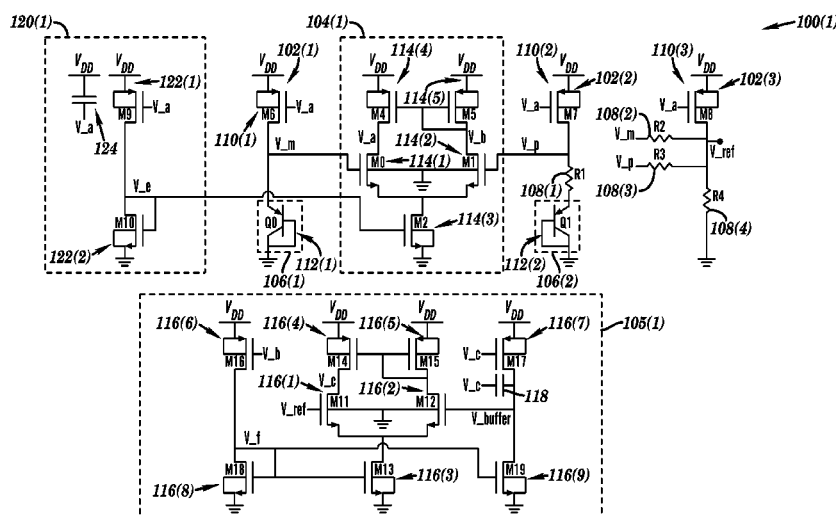 120(1)
104(1)
100(1)
V_DD
V_DD
122(1)
102(1)
V_DD
V_DD
114(4)
V_DD
110(2)
V_DD
102(2)
110(3)
V_DD
102(3)
M9
V_a
V_a
124
M6
V_a
110(1)
M4
114(5)
M5
V_a
M7
V_a
M8
108(2)
V_m
R2
V_ref
V_m
V_a
M0
114(1)
114(2)
V_b
M1
V_p
108(1)
R1
V_p
R3
108(3)
R4
108(4)
V_e
M10
122(2)
Q0
112(1)
106(1)
M2
114(3)
Q1
112(2)
106(2)
V_DD
V_DD
V_DD
V_DD
105(1)
116(6)
116(4)
116(5)
116(7)
M16
V_b
M14
M15
V_c
M17
116(1)
V_c
116(2)
V_c
118
V_ref
M11
M12
V_buffer
V_f
M18
116(8)
M13
116(3)
M19
116(9)